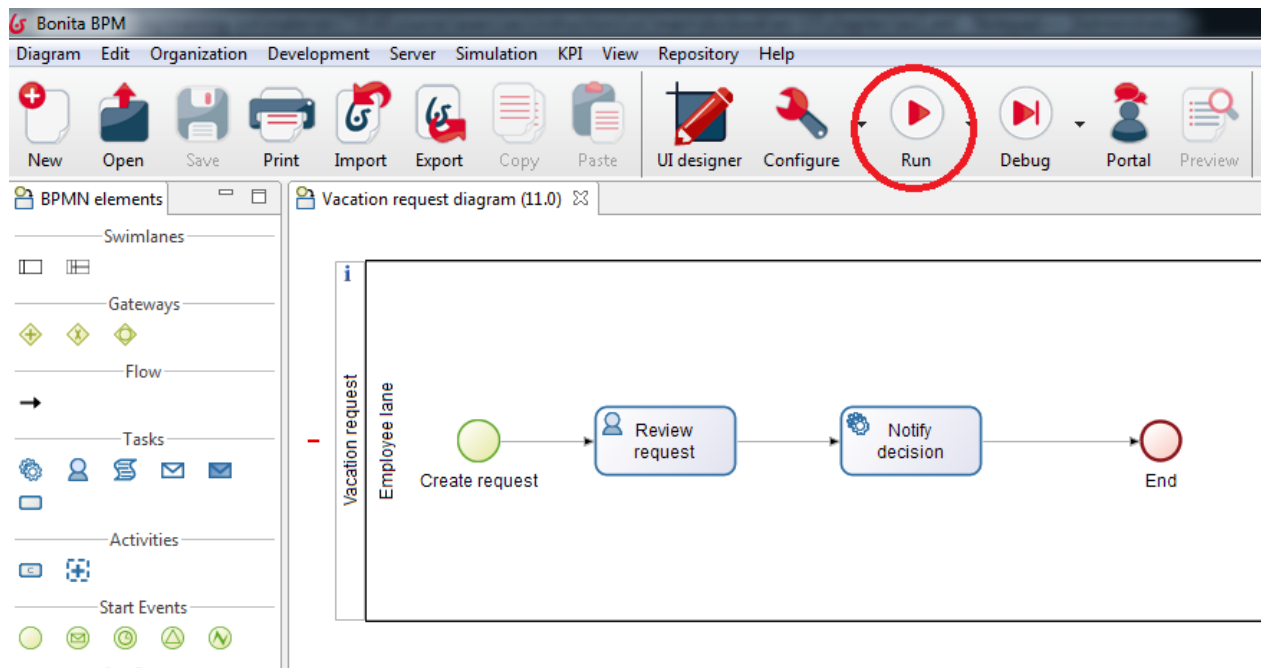 Bonita BPM
Diagram Edit Organization Development Server Simulation KPI View Repository Help
New Open Save Print Import Export Copy Paste UI designer Configure Run Debug Portal Preview
BPMN elements
Vacation request diagram (11.0)
Swimlanes
Gateways
Flow
Tasks
Activities
C
Start Events
i
Vacation request
Employee lane
Create request
Review
request
Notify
decision
End